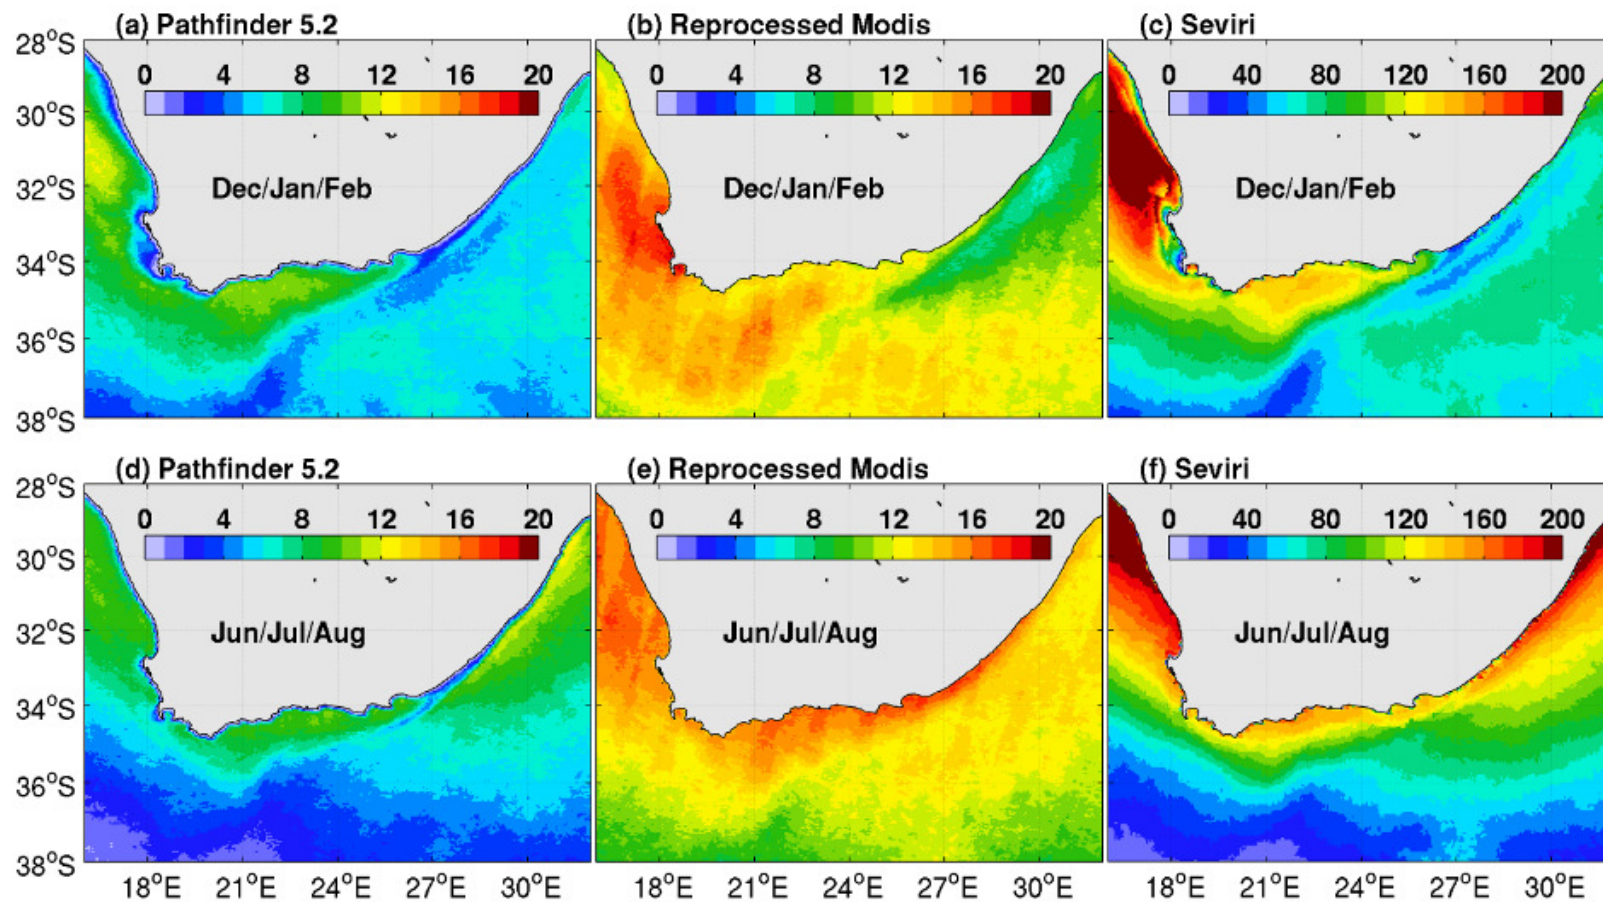 (a) Pathfinder 5.2 (b) Reprocessed Modis (c) Seviri
28°S
0 4 8 12 16 20 0 4 8 12 16 20 0 40 80 120 160 200
30°S
32°S Dec/Jan/Feb Dec/Jan/Feb Dec/Jan/Feb
34°S
36°S
38°S
(d) Pathfinder 5.2 (e) Reprocessed Modis (f) Seviri
28°S
0 4 8 12 16 20 0 4 8 12 16 20 0 40 80 120 160 200
30°S
32°S Jun/Jul/Aug Jun/Jul/Aug Jun/Jul/Aug
34°S
36°S
38°S
18°E 21°E 24°E 27°E 30°E 18°E 21°E 24°E 27°E 30°E 18°E 21°E 24°E 27°E 30°E